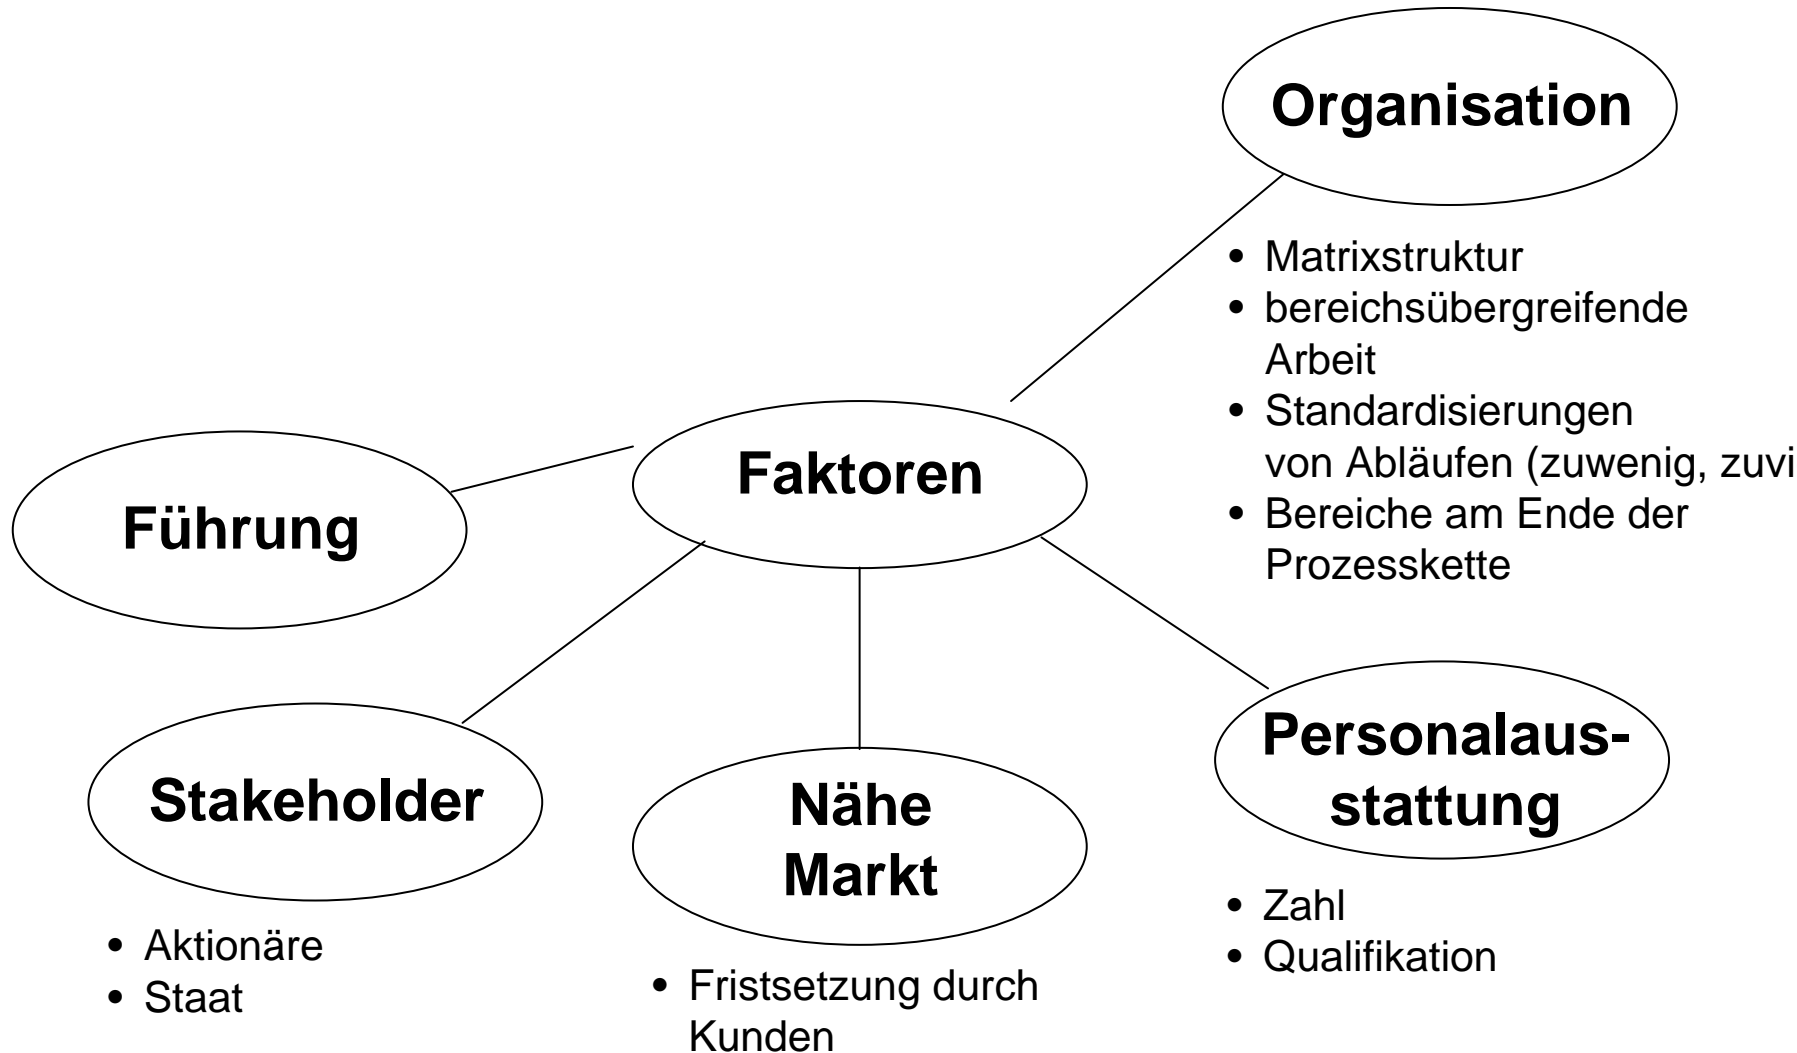 Organisation
• Matrixstruktur
• bereichsübergreifende
Arbeit
• Standardisierungen
von Abläufen (zuwenig, zuvi
• Bereiche am Ende der
Prozesskette
Faktoren
Führung
Stakeholder
• Aktionäre
• Staat
Nähe
Markt
• Fristsetzung durch
Kunden
Personalaus-
stattung
• Zahl
• Qualifikation